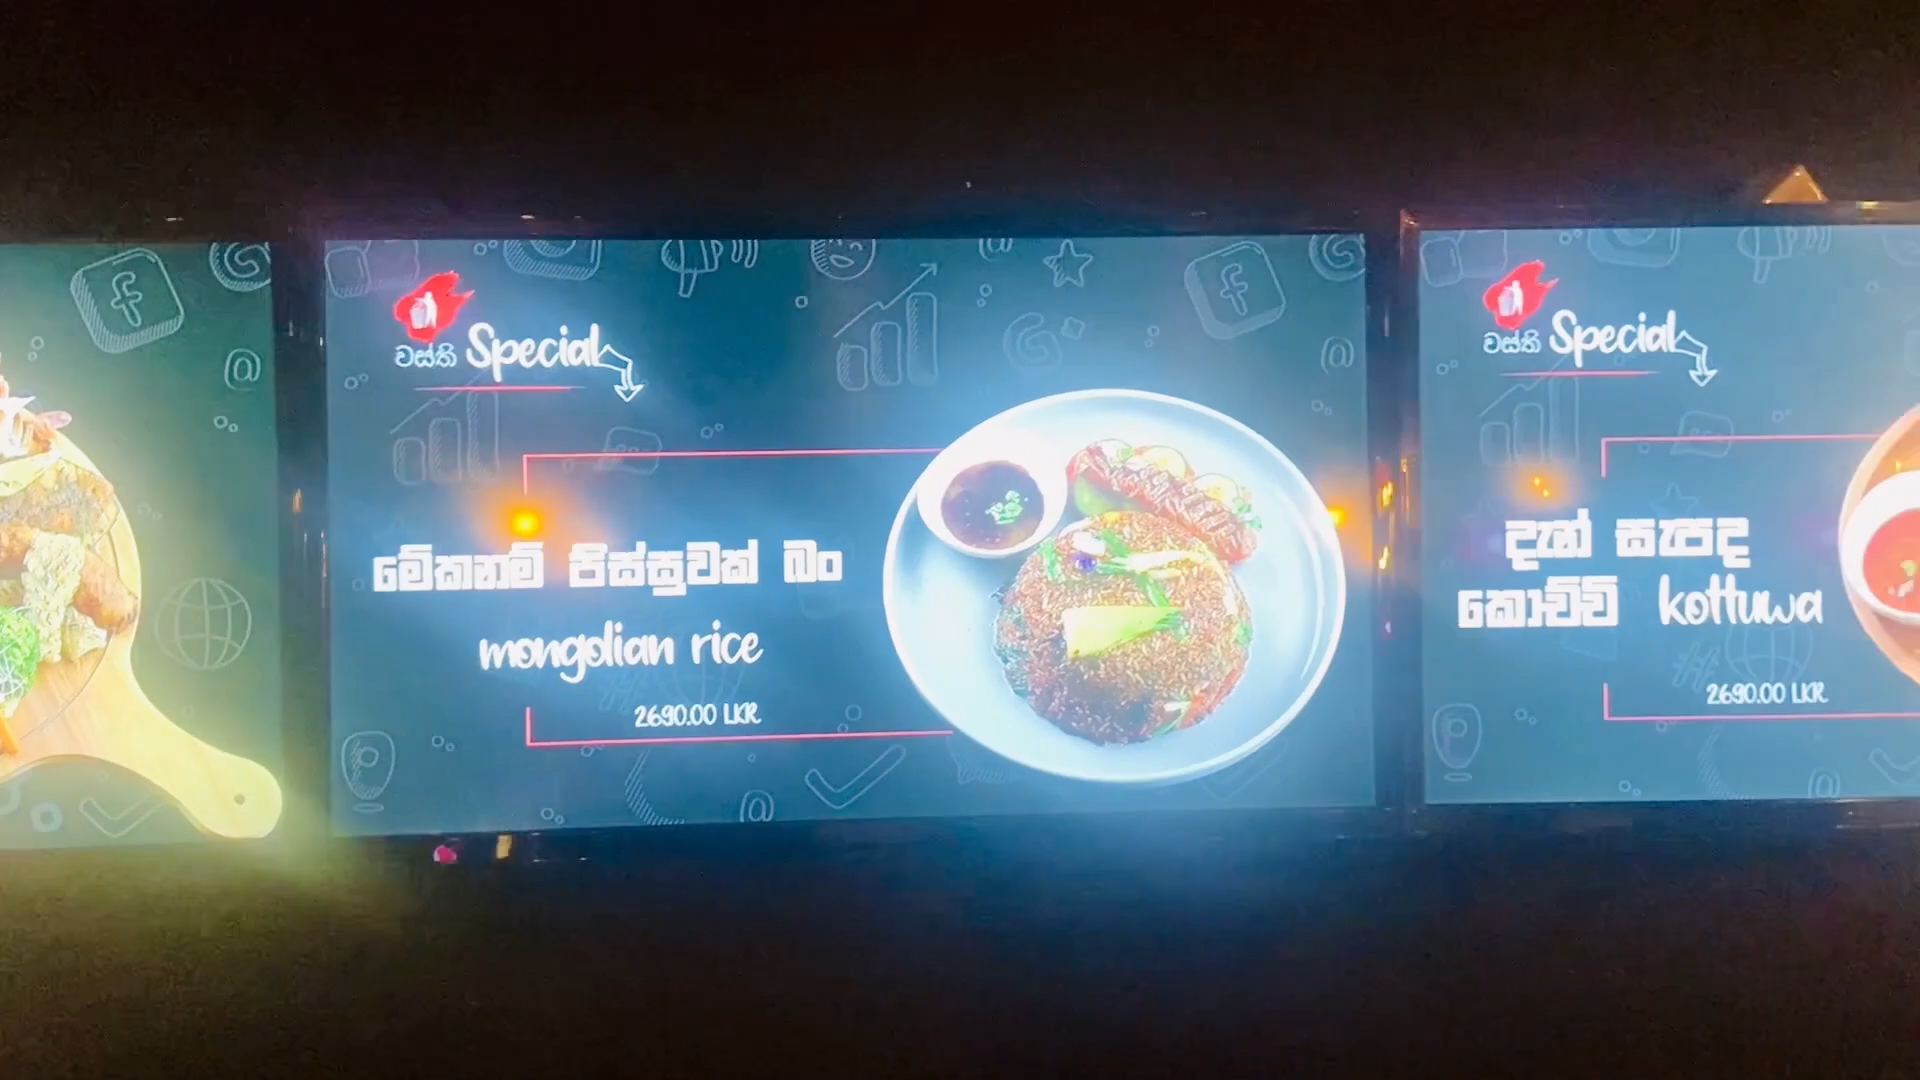 වස්ති Special
මේකනම් පිස්සුවක් බං
mongolian rice
2690.00 LKR
වස්ති Special
දැන් සැපද
කොච්චි kottuwa
2690.00 LKR